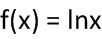 f(x) = lnx